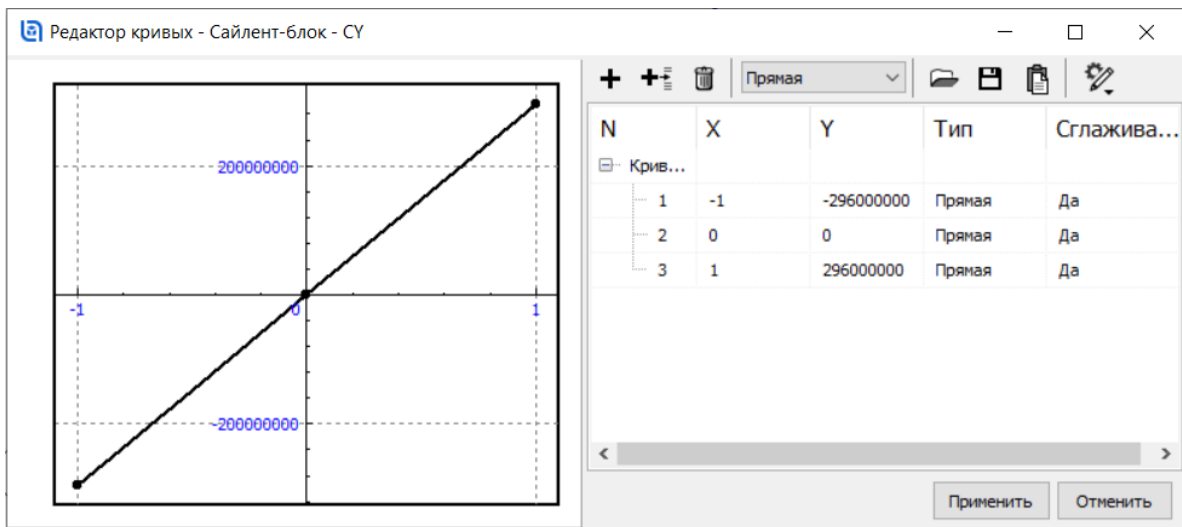 Редактор кривых - Сайлент-блок - CY
Прямая
N X Y Тип Сглажива...
Крив...
1 -1 -296000000 Прямая Да
2 0 0 Прямая Да
3 1 296000000 Прямая Да
200000000
-1 0 1
-200000000
Применить Отменить